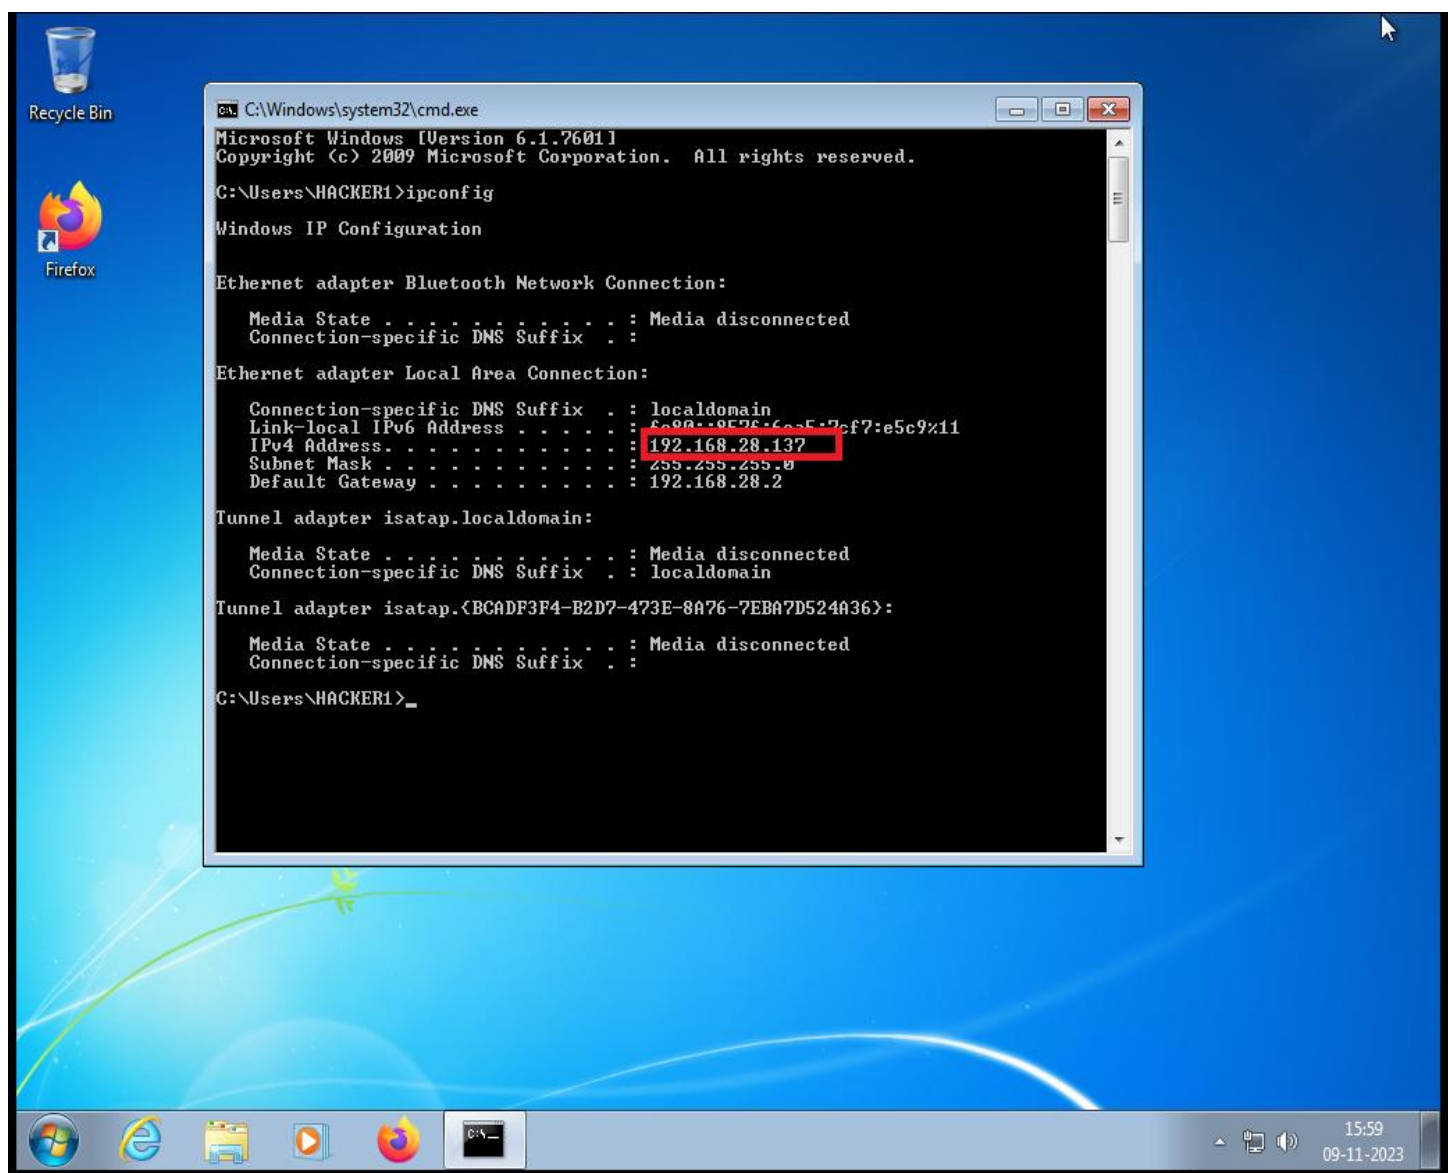 Recycle Bin
Firefox
C:\Windows\system32\cmd.exe
Microsoft Windows [Version 6.1.7601]
Copyright (c) 2009 Microsoft Corporation.  All rights reserved.
C:\Users\HACKER1>ipconfig
Windows IP Configuration
Ethernet adapter Bluetooth Network Connection:
Media State . . . . . . . . . . . : Media disconnected
Connection-specific DNS Suffix  . :
Ethernet adapter Local Area Connection:
Connection-specific DNS Suffix  . : localdomain
Link-local IPv6 Address . . . . . :
IPv4 Address. . . . . . . . . . . : 192.168.28.137
Subnet Mask . . . . . . . . . . . : 255.255.255.0
Default Gateway . . . . . . . . . : 192.168.28.2
Tunnel adapter isatap.localdomain:
Media State . . . . . . . . . . . : Media disconnected
Connection-specific DNS Suffix  . : localdomain
Tunnel adapter isatap.{BCADF3F4-B2D7-473E-8A76-7EBA7D524A36}:
Media State . . . . . . . . . . . : Media disconnected
Connection-specific DNS Suffix  . :
C:\Users\HACKER1>_
C:\_
15:59
09-11-2023